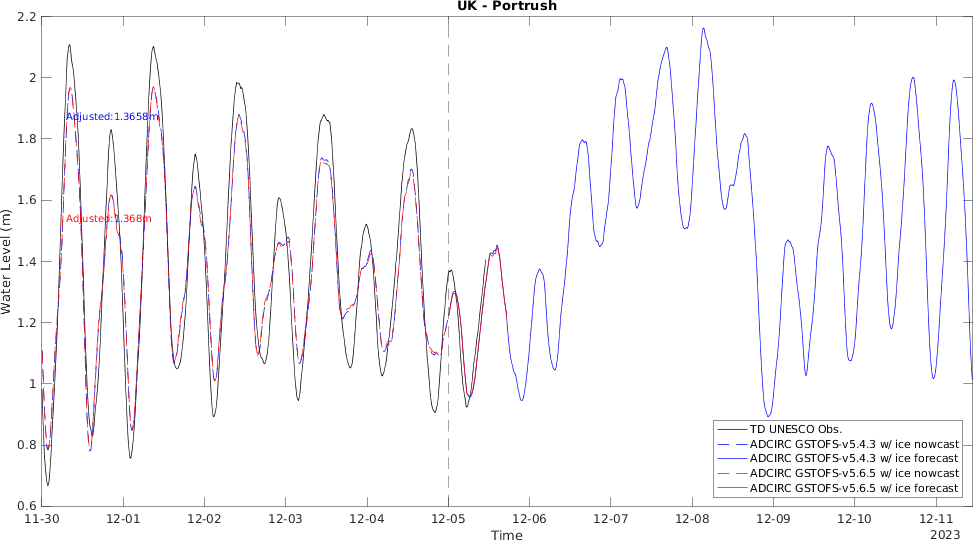 UK - Portrush
2.2
2
1.8
1.6
1.4
1.2
1
0.8
0.6
Water Level (m)
Adjusted:1.3658m
Adjusted:1.368m
TD UNESCO Obs.
ADCIRC GSTOFS-v5.4.3 w/ ice nowcast
ADCIRC GSTOFS-v5.4.3 w/ ice forecast
ADCIRC GSTOFS-v5.6.5 w/ ice nowcast
ADCIRC GSTOFS-v5.6.5 w/ ice forecast
11-30 12-01 12-02 12-03 12-04 12-05 12-06 12-07 12-08 12-09 12-10 12-11
2023
Time